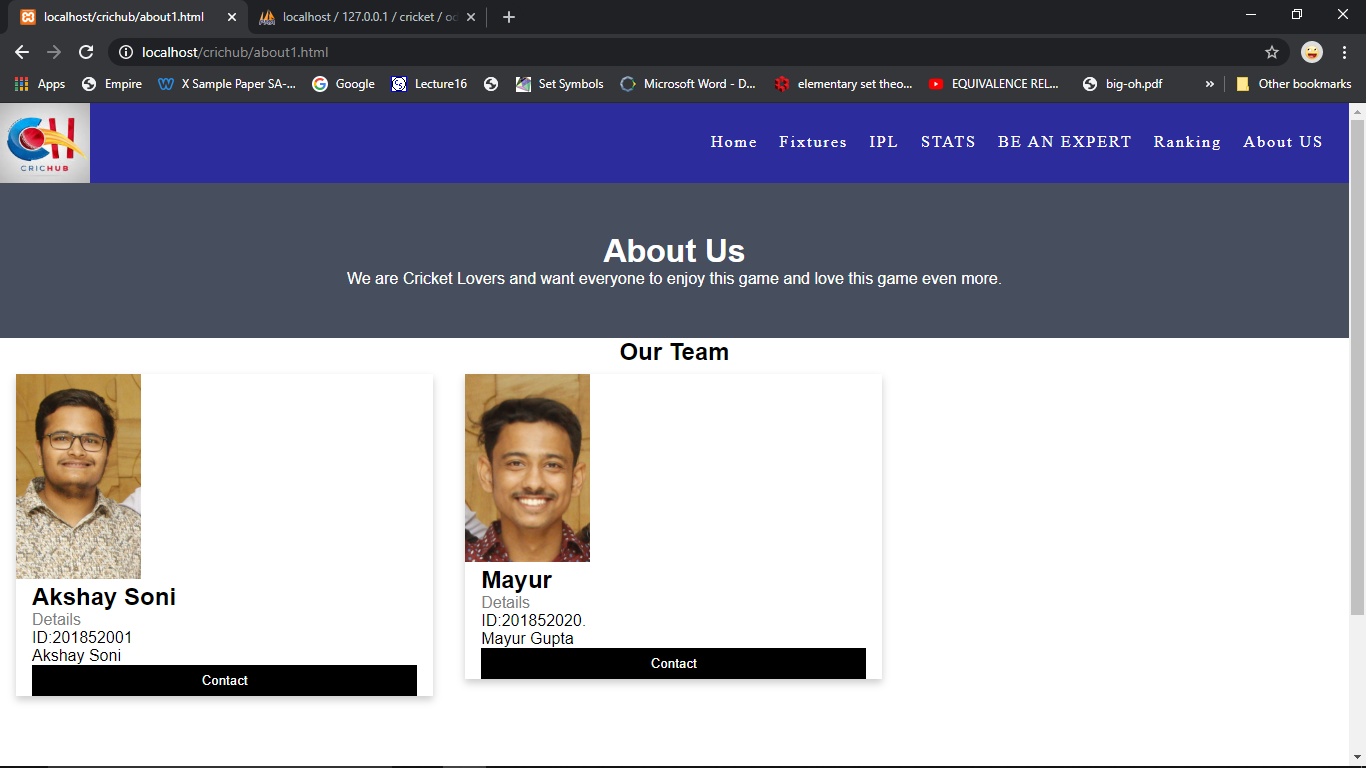 localhost/crichub/about1.html
localhost / 127.0.0.1 / cricket / od
localhost/crichub/about1.html
Apps Empire X Sample Paper SA-... Google Lecture16 Set Symbols Microsoft Word - D... elementary set theo... EQUIVALENCE REL... big-oh.pdf » Other bookmarks
CH
CRICHUB
Home Fixtures IPL STATS BE AN EXPERT Ranking About US
About Us
We are Cricket Lovers and want everyone to enjoy this game and love this game even more.
Our Team
Akshay Soni
Details
ID:201852001
Akshay Soni
Contact
Mayur
Details
ID:201852020.
Mayur Gupta
Contact